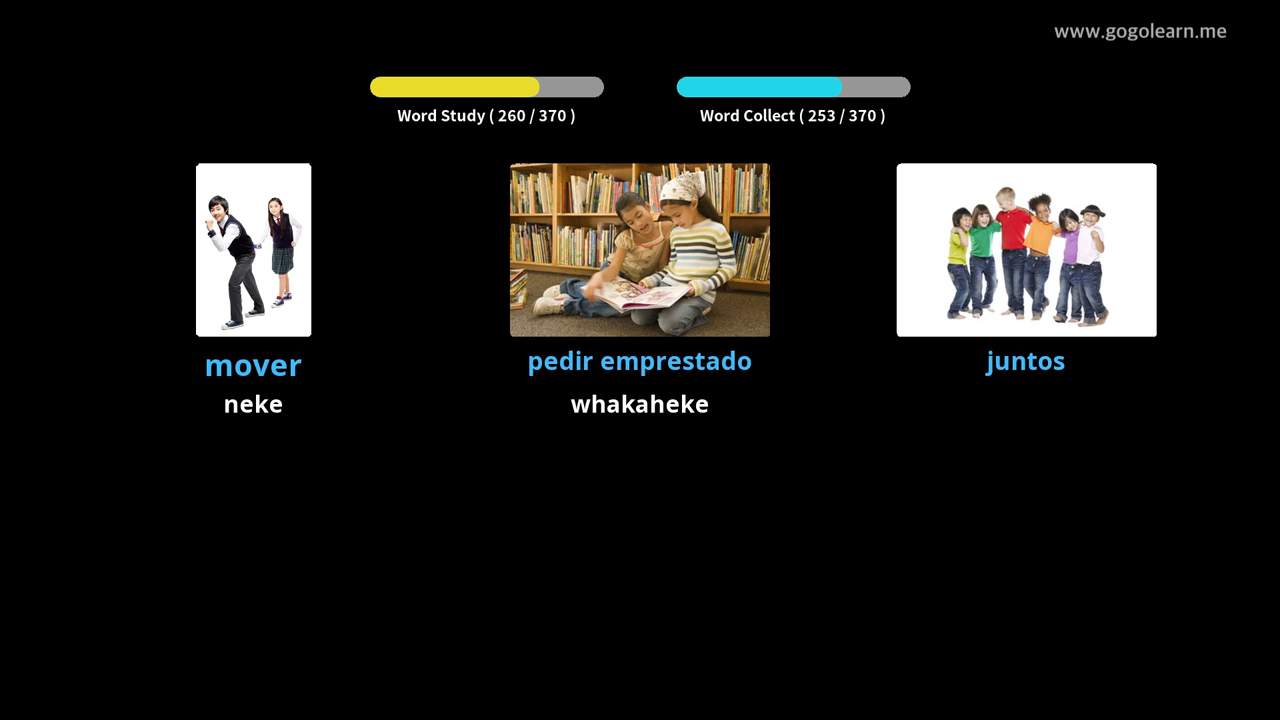 www.gogolearn.me
Word Study ( 260 / 370 )
Word Collect ( 253 / 370 )
mover
pedir emprestado
juntos
neke
whakaheke